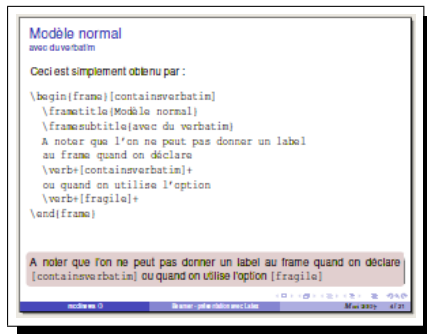 Modèle normal
avec du verbatim
Ceci est simplement obtenu par :
\begin{frame}[containsverbatim]
\frametitle{Modèle normal}
\framesubtitle{avec du verbatim}
A noter que l'on ne peut pas donner un label
au frame quand on déclare
\verb+[containsverbatim]+
ou quand on utilise l'option
\verb+[fragile]+
\end{frame}
A noter que l'on ne peut pas donner un label au frame quand on déclare
[containsverbatim] ou quand on utilise l'option [fragile]
Beamer - présentation avec Latex
Mars 2007 4/21